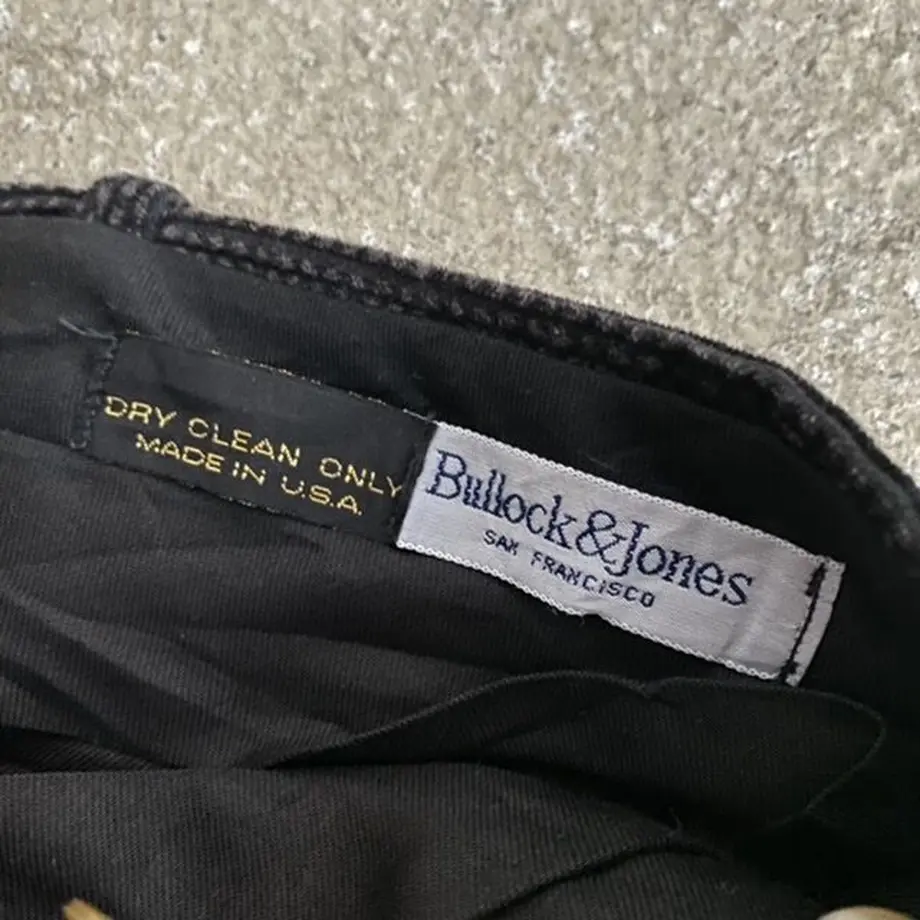 DRY CLEAN ONLY
MADE IN U.S.A.
Bullock&Jones
SAN FRANCISCO